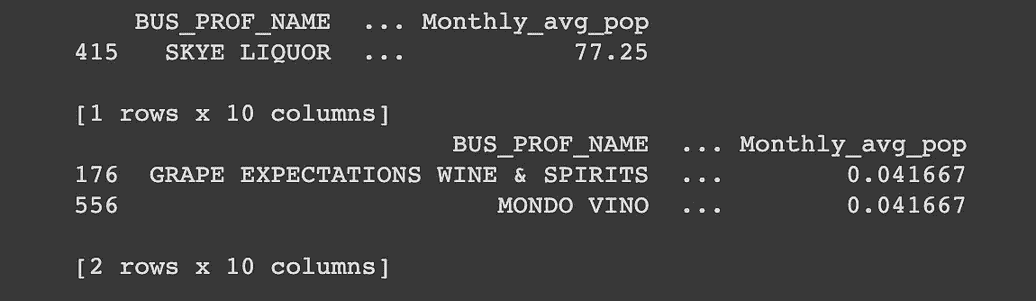 BUS_PROF_NAME ... Monthly_avg_pop
415 SKYE LIQUOR ... 77.25
[1 rows x 10 columns]
BUS_PROF_NAME ... Monthly_avg_pop
176 GRAPE EXPECTATIONS WINE & SPIRITS ... 0.041667
556 MONDO VINO ... 0.041667
[2 rows x 10 columns]